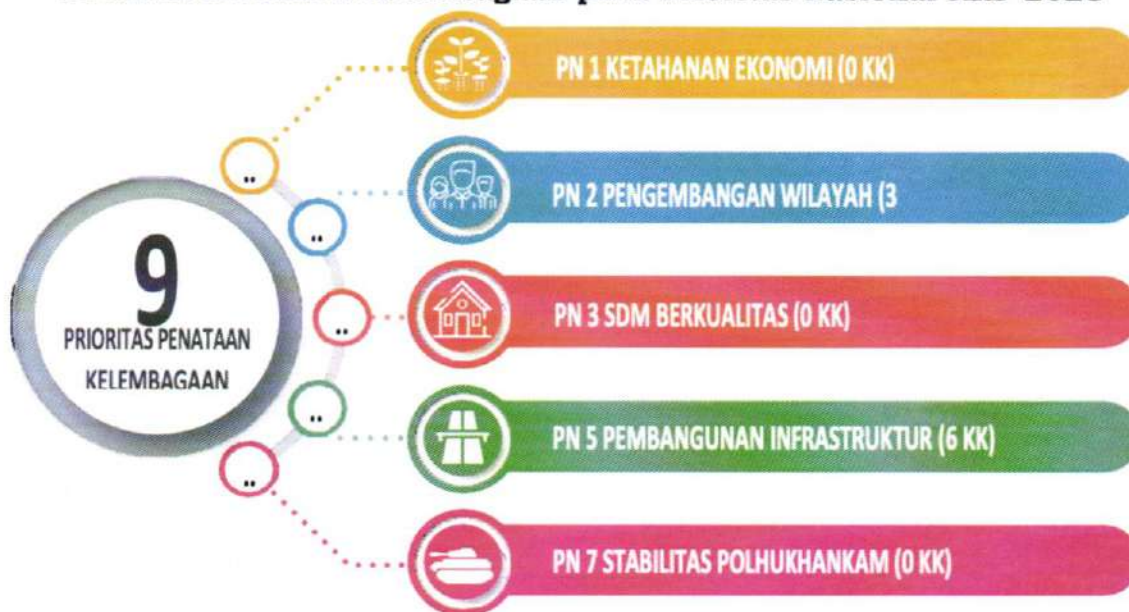 9
PRIORITAS PENATAAN
KELEMBAGAAN
PN 1 KETAHANAN EKONOMI (0 KK)
PN 2 PENGEMBANGAN WILAYAH (3
PN 3 SDM BERKUALITAS (0 KK)
PN 5 PEMBANGUNAN INFRASTRUKTUR (6 KK)
PN 7 STABILITAS POLHUKHANKAM (0 KK)